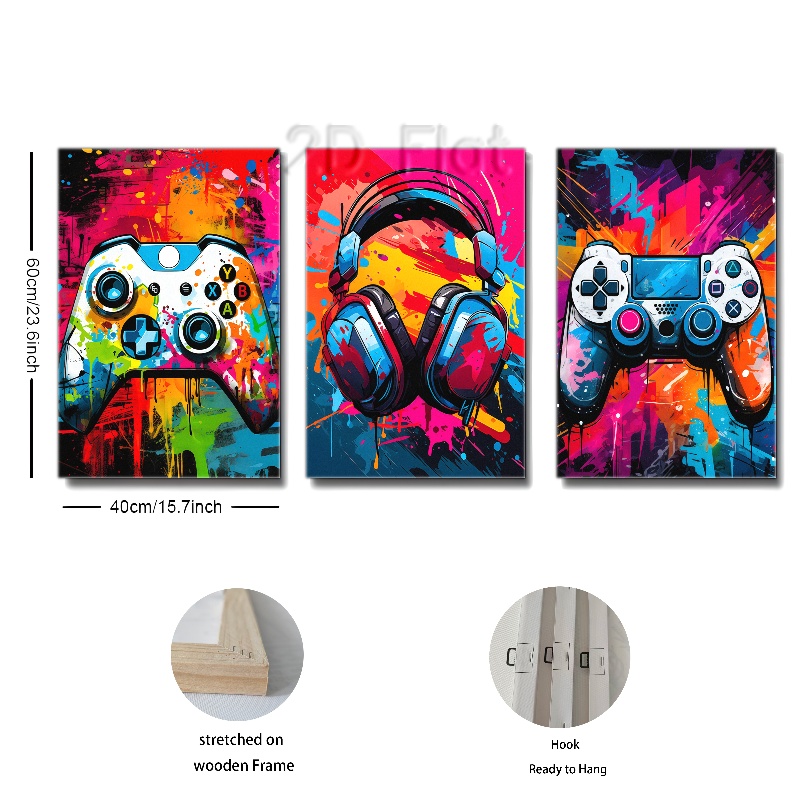 2D Flat
60cm/23.6inch
Y
X B
A
40cm/15.7inch
stretched on
wooden Frame
Hook
Ready to Hang